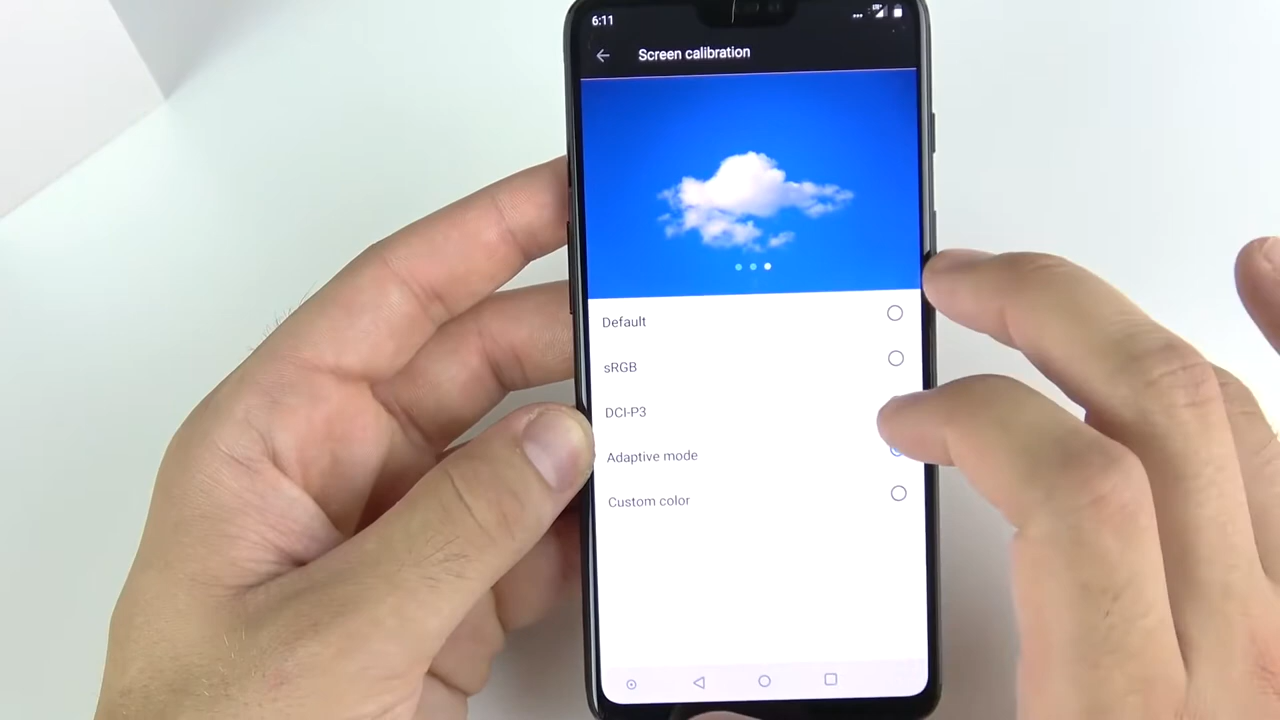 6:11
Screen calibration
Default
sRGB
DCI-P3
Adaptive mode
Custom color